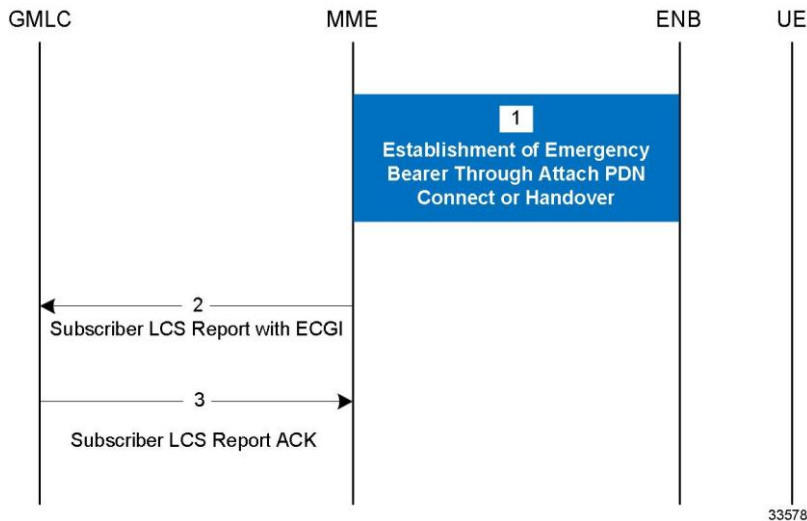 GMLC MME ENB UE
1
Establishment of Emergency
Bearer Through Attach PDN
Connect or Handover
2
Subscriber LCS Report with ECGI
3
Subscriber LCS Report ACK
33578